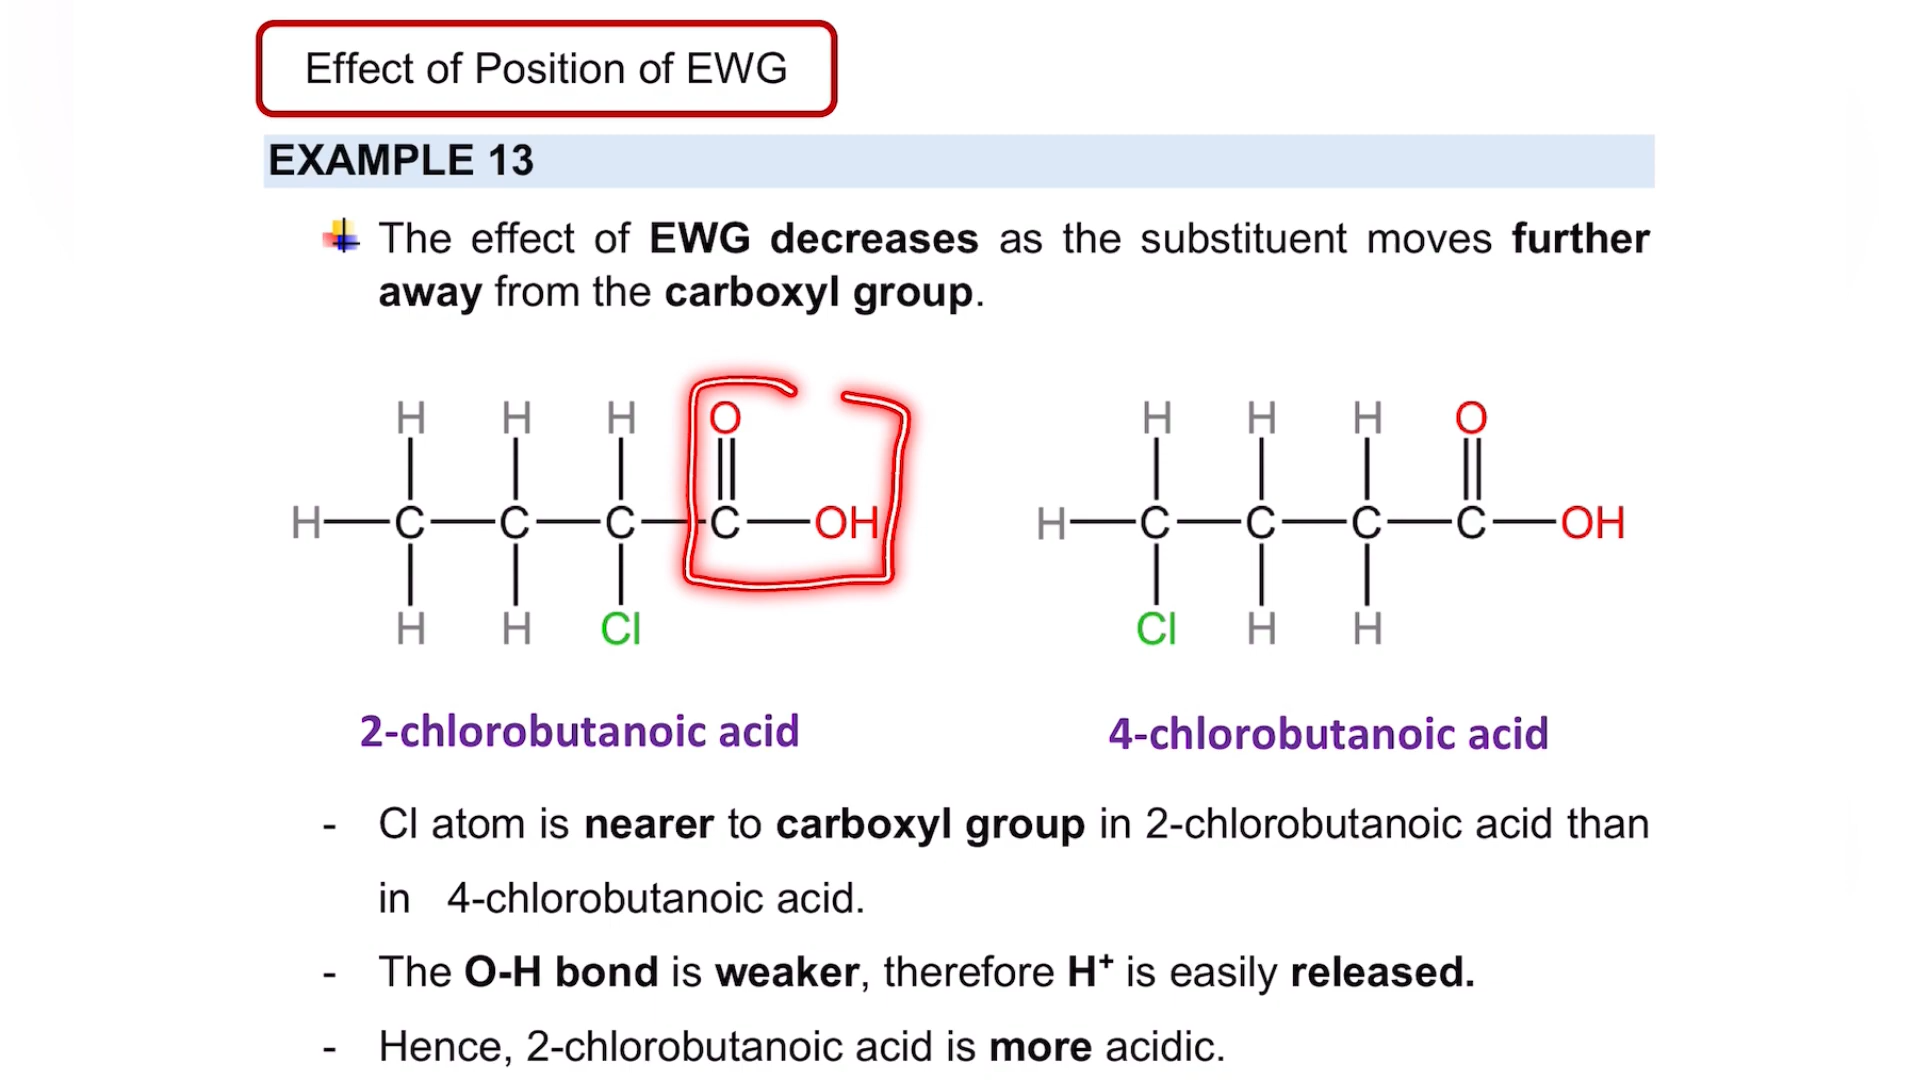 Effect of Position of EWG
EXAMPLE 13
The effect of EWG decreases as the substituent moves further
away from the carboxyl group.
H H H O
H C C C C OH
H H Cl
H H H O
H C C C C OH
Cl H H
2-chlorobutanoic acid
4-chlorobutanoic acid
- Cl atom is nearer to carboxyl group in 2-chlorobutanoic acid than
in 4-chlorobutanoic acid.
- The O-H bond is weaker, therefore H⁺ is easily released.
- Hence, 2-chlorobutanoic acid is more acidic.